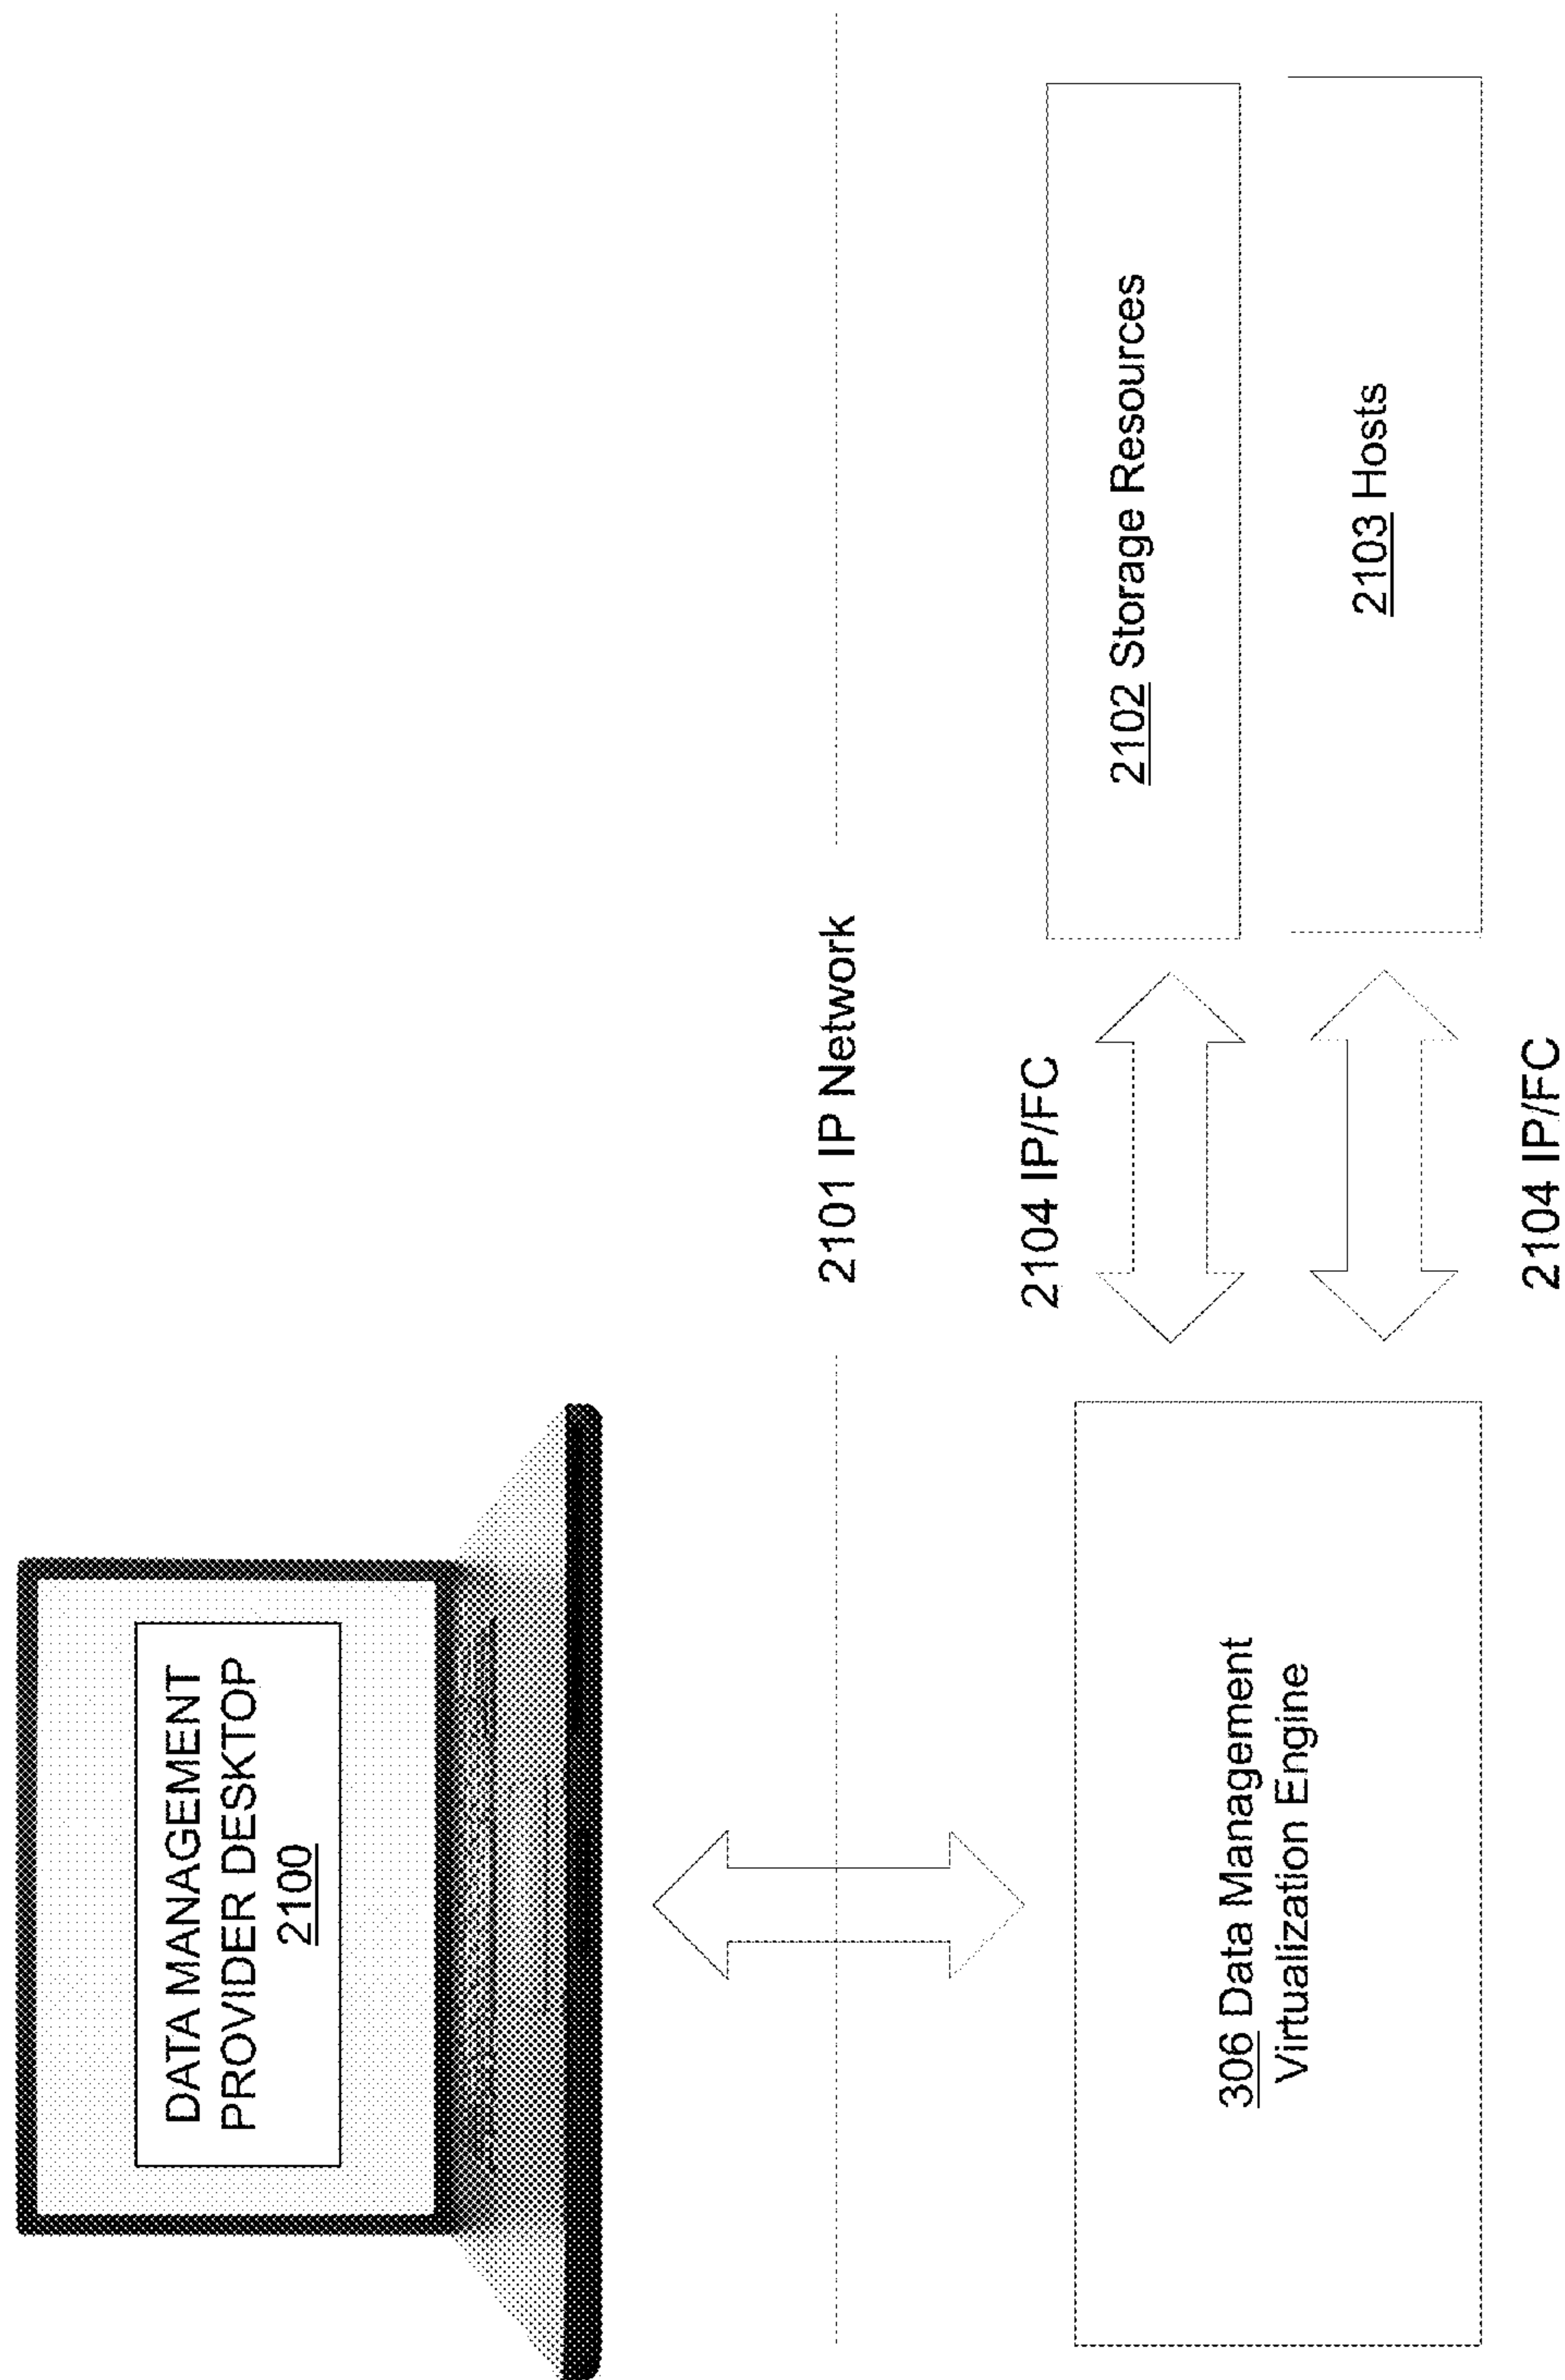 DATA MANAGEMENT
PROVIDER DESKTOP
2100
2101 IP Network
2104 IP/FC
2102 Storage Resources
306 Data Management
Virtualization Engine
2103 Hosts
2104 IP/FC